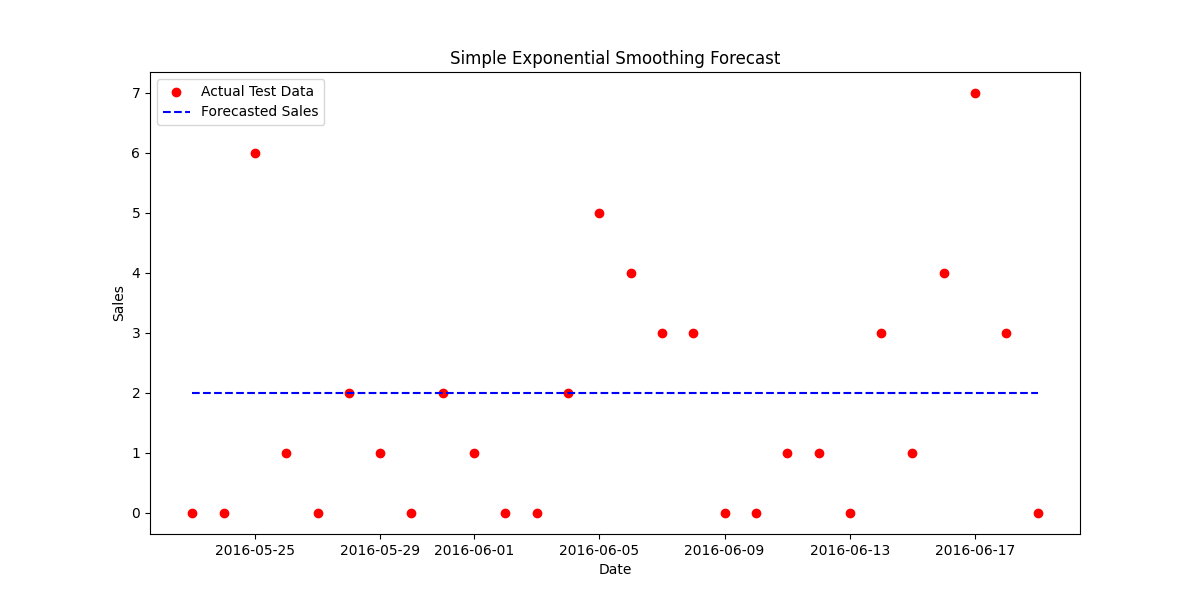 Simple Exponential Smoothing Forecast
Actual Test Data
Forecasted Sales
7
6
5
4
3
2
1
0
Sales
2016-05-25 2016-05-29 2016-06-01 2016-06-05 2016-06-09 2016-06-13 2016-06-17
Date